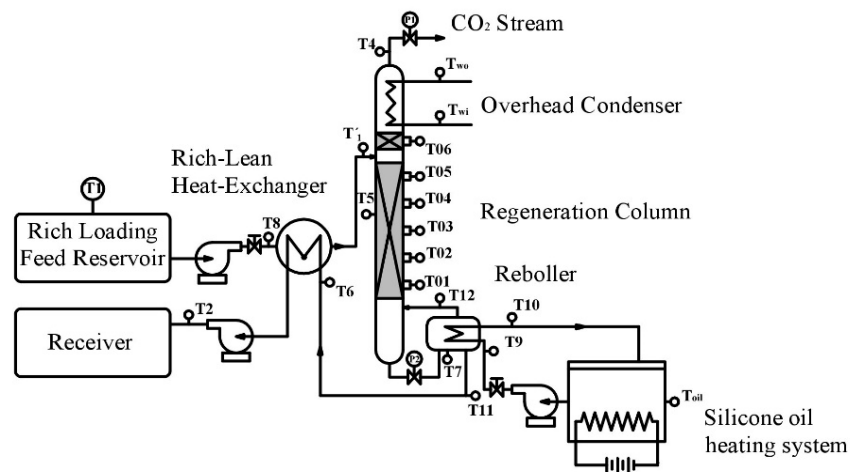 P1
CO₂ Stream
T4
Two
Overhead Condenser
Twi
T´1
T06
Rich-Lean
Heat-Exchanger
T05
T1
T5
T04
Regeneration Column
T03
Rich Loading
Feed Reservoir
T8
T02
T01
Reboller
T6
T12
T10
T2
Receiver
T9
P2
T7
T11
Toil
Silicone oil
heating system